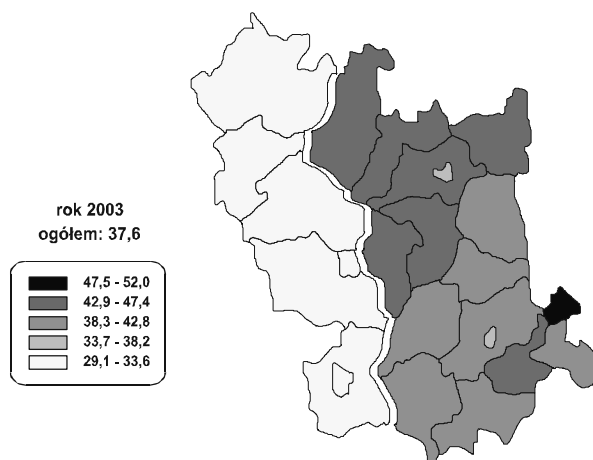 rok 2003
ogółem: 37,6
47,5 - 52,0
42,9 - 47,4
38,3 - 42,8
33,7 - 38,2
29,1 - 33,6